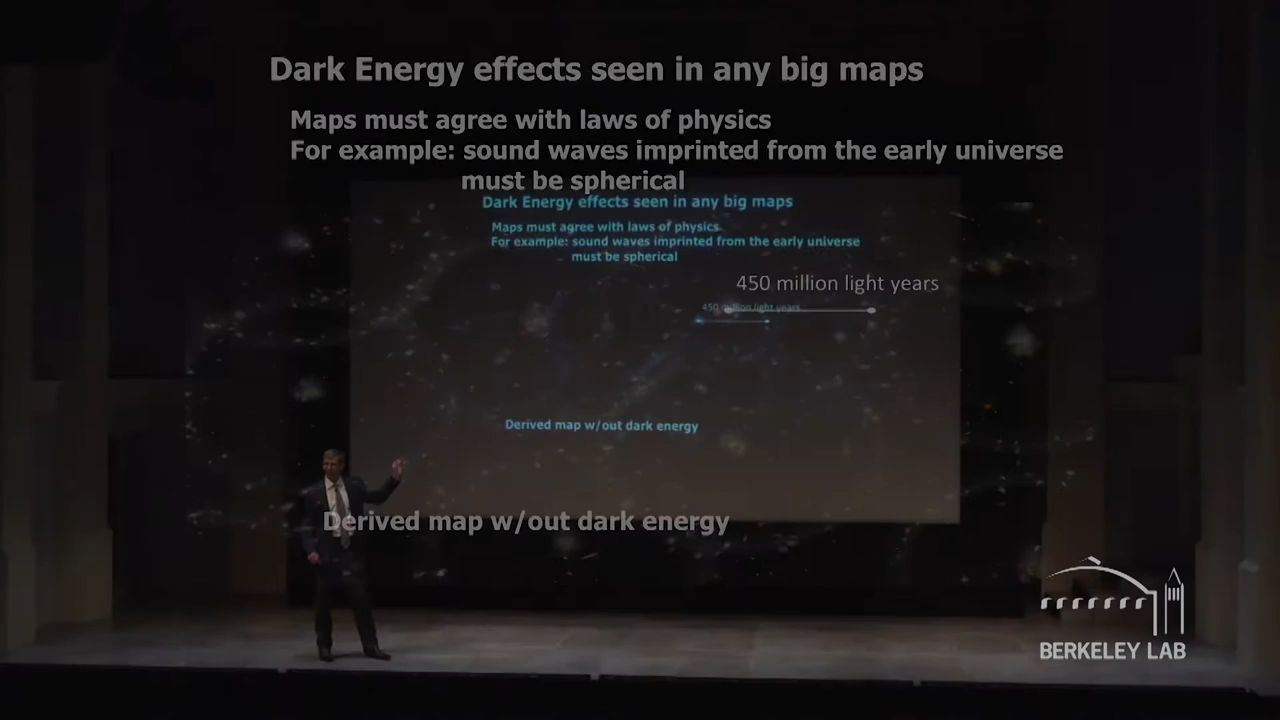 Dark Energy effects seen in any big maps
Maps must agree with laws of physics
For example: sound waves imprinted from the early universe
must be spherical
Dark Energy effects seen in any big maps
Maps must agree with laws of physics
For example: sound waves imprinted from the early universe
must be spherical
450 million light years
450 million light years
Derived map w/out dark energy
Derived map w/out dark energy
BERKELEY LAB